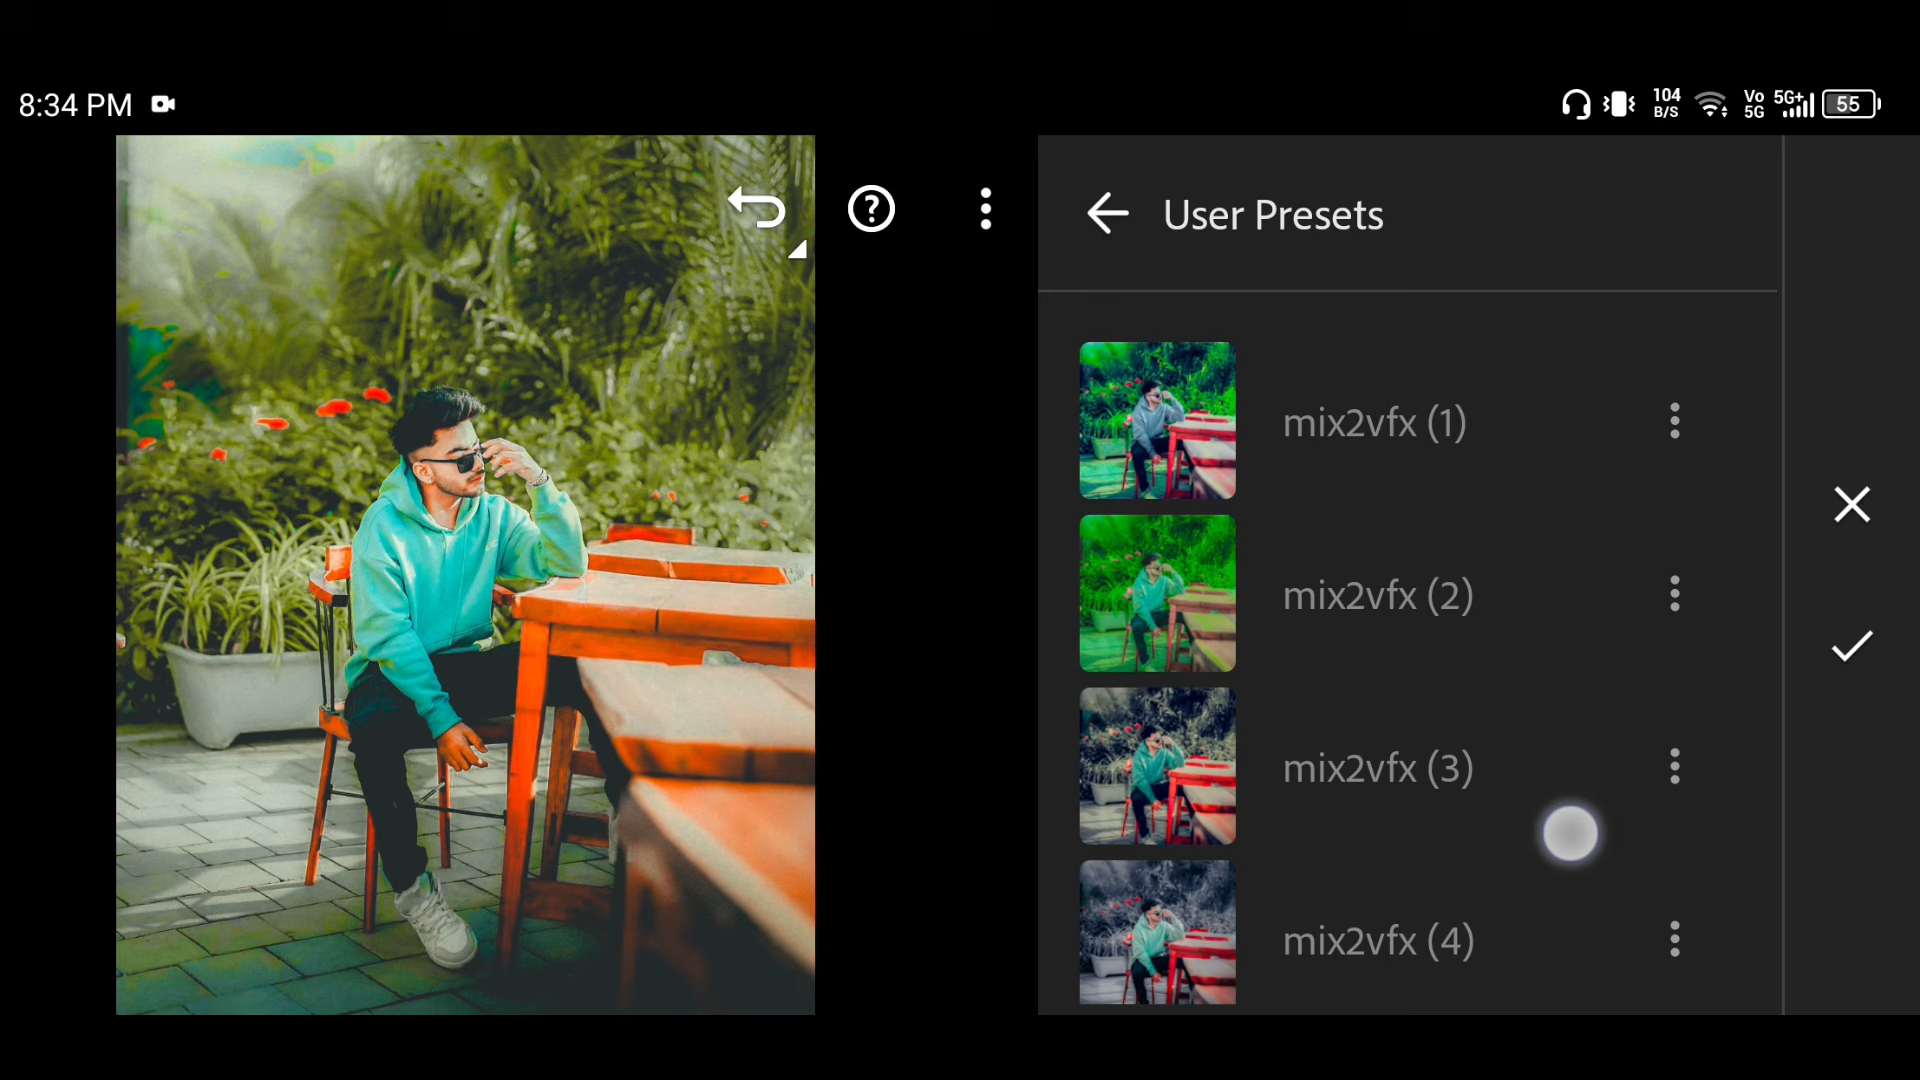 8:34 PM
104
B/S
Vo
5G
5G+
55
?
User Presets
mix2vfx (1)
mix2vfx (2)
mix2vfx (3)
mix2vfx (4)